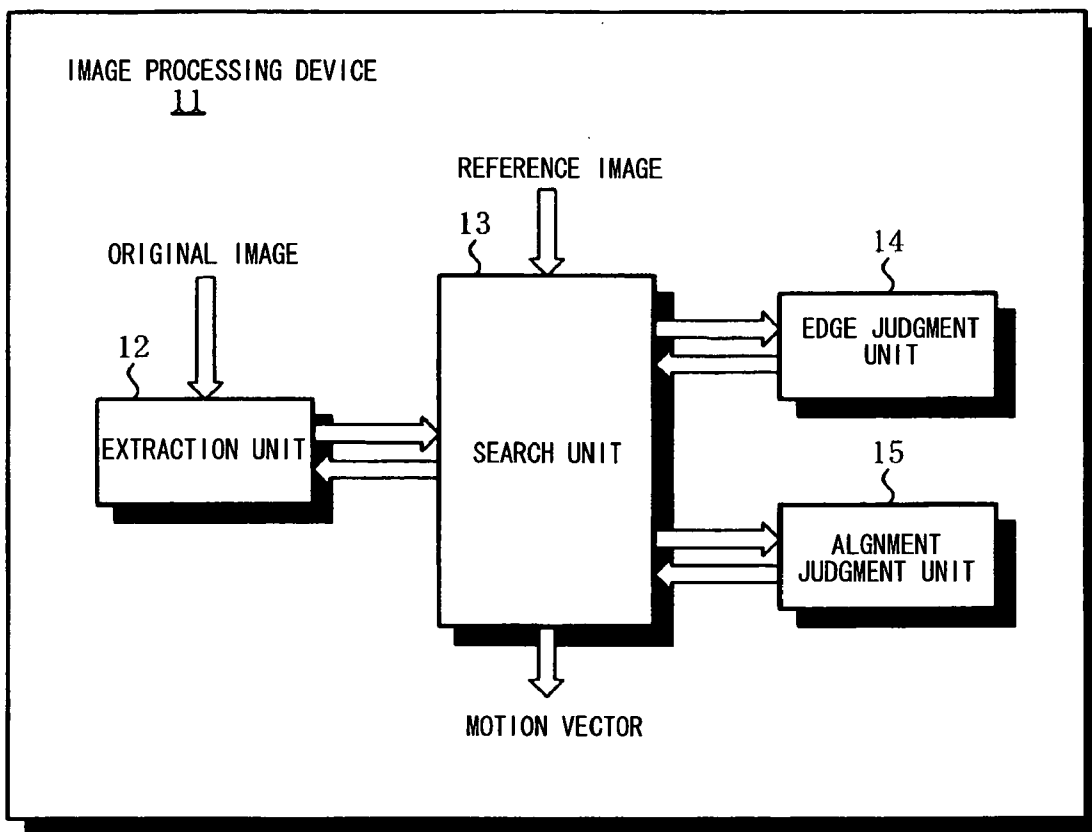 IMAGE PROCESSING DEVICE
11
REFERENCE IMAGE
13
ORIGINAL IMAGE
14
EDGE JUDGMENT
UNIT
12
EXTRACTION UNIT
SEARCH UNIT
15
ALGNMENT
JUDGMENT UNIT
MOTION VECTOR